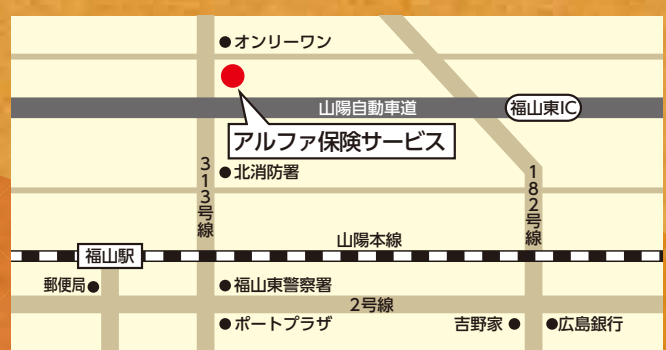 オンリーワン
山陽自動車道
福山東IC
アルファ保険サービス
313号線
北消防署
182号線
山陽本線
福山駅
郵便局
福山東警察署
2号線
ポートプラザ
吉野家
広島銀行